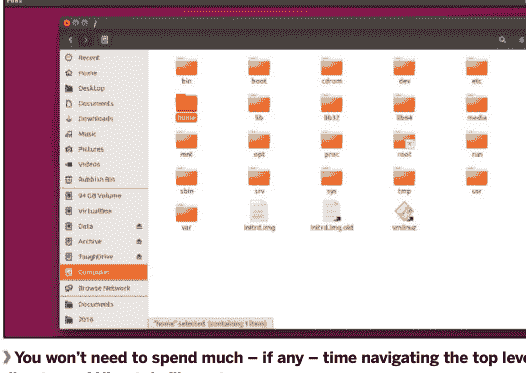 /
Recent
Home
Desktop
Documents
Downloads
Music
Pictures
Videos
Rubbish Bin
94 GB Volume
VirtualBox
Data
Archive
ToughDrive
Computer
Browse Network
Documents
2016
bin boot cdrom dev etc
home lib lib32 lib64 media
mnt opt proc root run
sbin srv sys tmp usr
var initrd.img initrd.img.old vmlinuz
"home" selected (containing 1 item)
You won't need to spend much – if any – time navigating the top leve